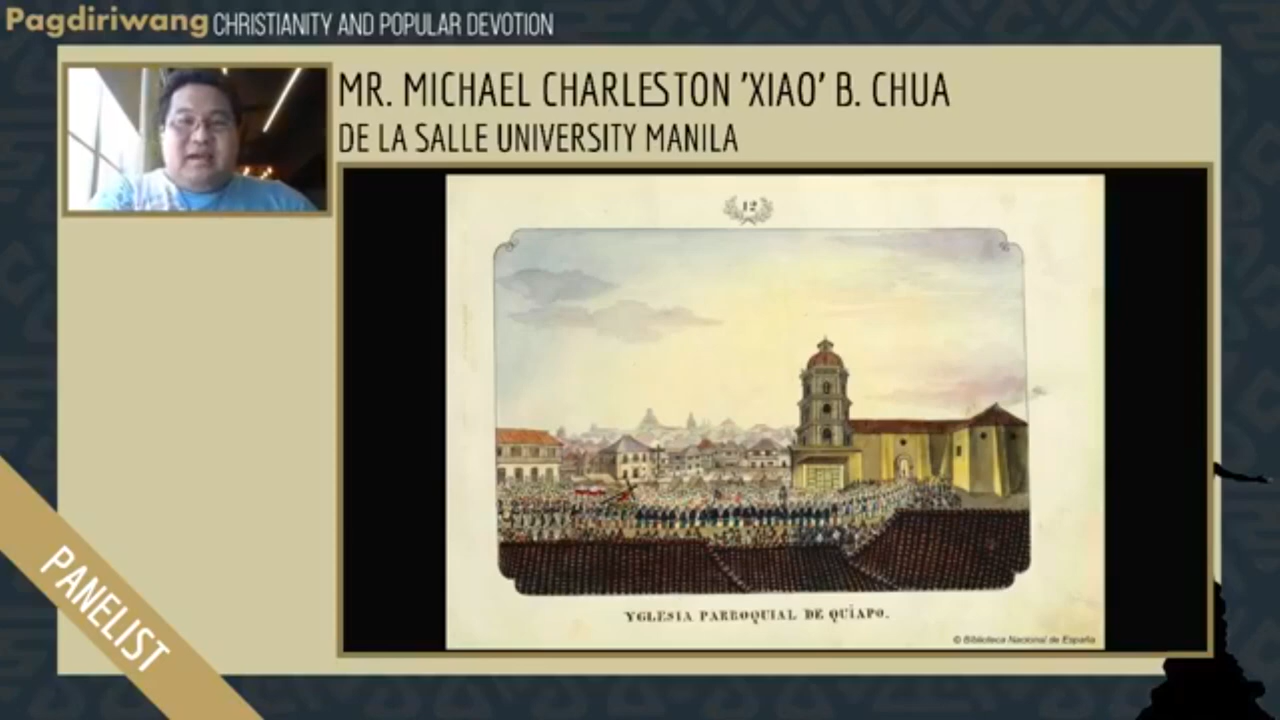 Pagdiriwang CHRISTIANITY AND POPULAR DEVOTION
MR. MICHAEL CHARLESTON 'XIAO' B. CHUA
DE LA SALLE UNIVERSITY MANILA
12
YGLESIA PARROQUIAL DE QUÍAPO.
© Biblioteca Nacional de España
PANELIST